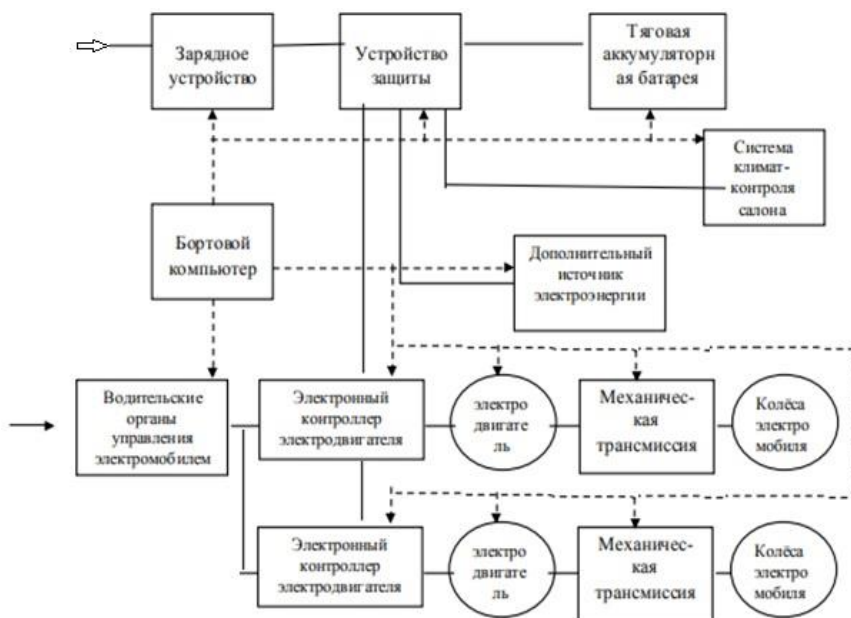 Зарядное
устройство
Устройство
защиты
Тяговая
аккумуляторн
ая батарея
Система
климат-
контроля
салона
Бортовой
компьютер
Дополнительный
источник
электроэнергии
Водительские
органы
управления
электромобилем
Электронный
контроллер
электродвигателя
электро
двигате
ль
Механичес-
кая
трансмиссия
Колёса
электро
мобиля
Электронный
контроллер
электродвигателя
электро
двигате
ль
Механичес-
кая
трансмиссия
Колёса
электро
мобиля